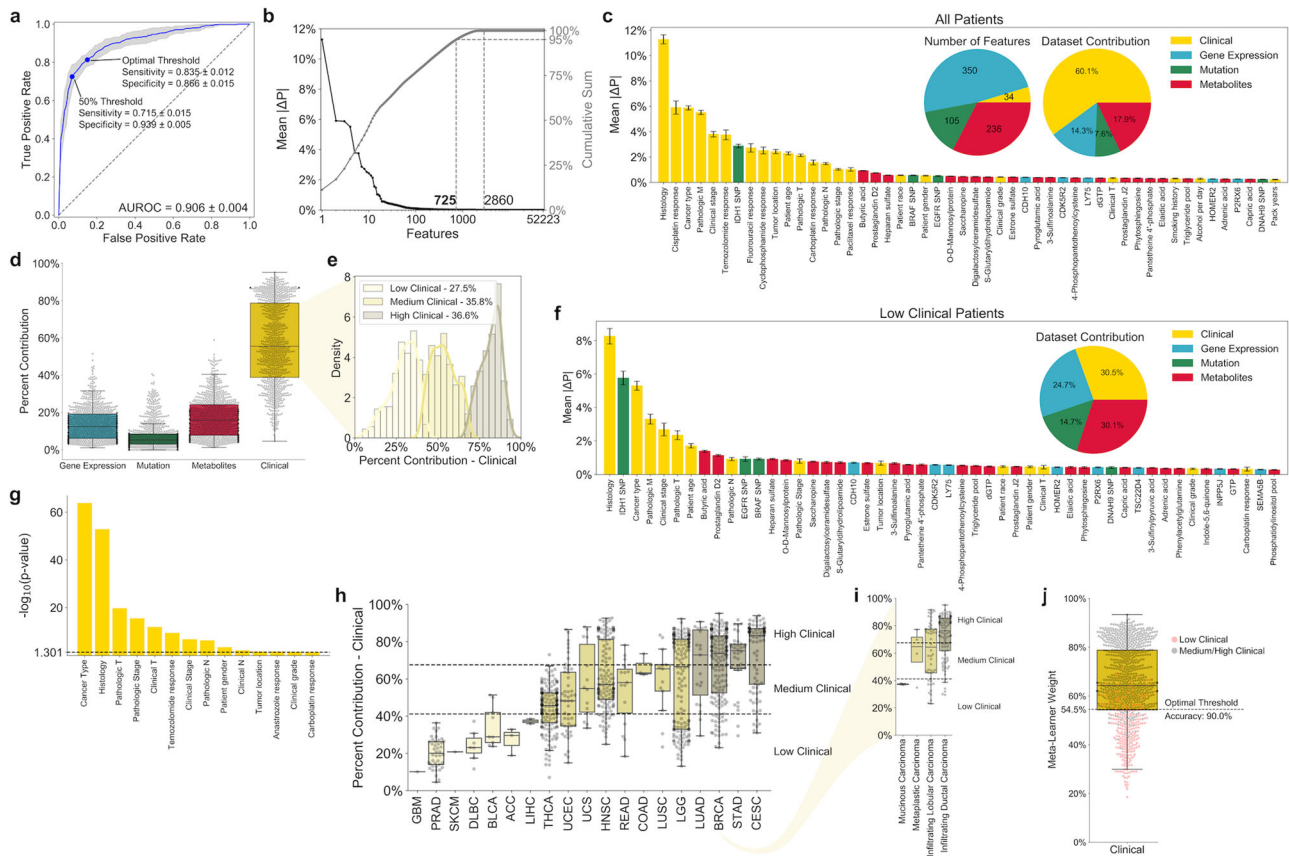 a
True Positive Rate
1.0
0.8
0.6
0.4
0.2
0.0
Optimal Threshold
Sensitivity = 0.835 ± 0.012
Specificity = 0.866 ± 0.015
50% Threshold
Sensitivity = 0.715 ± 0.015
Specificity = 0.939 ± 0.005
AUROC = 0.906 ± 0.004
0.0 0.2 0.4 0.6 0.8 1.0
False Positive Rate
b
Mean |ΔP|
12%
10%
8%
6%
4%
2%
0%
100%
95%
75%
50%
25%
0%
Cumulative Sum
725
2860
1 10 100 1000 52223
Features
c
All Patients
Mean |ΔP|
12%
10%
8%
6%
4%
2%
0%
Number of Features
350
34
105
236
Dataset Contribution
60.1%
14.3%
7.6%
17.9%
Clinical
Gene Expression
Mutation
Metabolites
Histology
Cisplatin response
Cancer type
Pathologic M
Clinical stage
Temozolomide response
IDH1 SNP
Fluorouracil response
Cyclophosphamide response
Tumor location
Patient age
Pathologic T
Carboplatin response
Pathologic N
Pathologic stage
Paclitaxel response
Butyric acid
Prostaglandin D2
Heparan sulfate
Patient race
BRAF SNP
Patient gender
EGFR SNP
O-D-Mannosylprotein
Saccharopine
Digalactosylceramidesulfate
S-Glutaryldihydrolipoamide
Clinical grade
Estrone sulfate
CDH10
Pyroglutamic acid
3-Sulfinoalanine
CDK5R2
4-Phosphopantothenoylcysteine
LY75
dGTP
Clinical T
Prostaglandin J2
Phytosphingosine
Pantetheine 4'-phosphate
Elaidic acid
Smoking history
Triglyceride pool
Alcohol per day
HOMER2
Adrenic acid
P2RX6
Capric acid
DNAH9 SNP
Pack years
d
Percent Contribution
100%
80%
60%
40%
20%
0%
Gene Expression
Mutation
Metabolites
Clinical
e
Density
8
6
4
2
0
Low Clinical - 27.5%
Medium Clinical - 35.8%
High Clinical - 36.6%
0% 25% 50% 75% 100%
Percent Contribution - Clinical
f
Low Clinical Patients
Mean |ΔP|
8%
6%
4%
2%
0%
Dataset Contribution
30.5%
24.7%
14.7%
30.1%
Clinical
Gene Expression
Mutation
Metabolites
Histology
IDH1 SNP
Cancer type
Pathologic M
Clinical stage
Pathologic T
Patient age
Butyric acid
Prostaglandin D2
Pathologic N
EGFR SNP
BRAF SNP
Heparan sulfate
O-D-Mannosylprotein
Pathologic Stage
Saccharopine
Digalactosylceramidesulfate
S-Glutaryldihydrolipoamide
CDH10
Estrone sulfate
Tumor location
3-Sulfinoalanine
Pyroglutamic acid
Pantetheine 4'-phosphate
CDK5R2
LY75
4-Phosphopantothenoylcysteine
Triglyceride pool
dGTP
Patient race
Prostaglandin J2
Patient gender
Clinical T
HOMER2
Elaidic acid
Phytosphingosine
P2RX6
DNAH9 SNP
Capric acid
TSC22D4
3-Sulfinylpyruvic acid
Adrenic acid
Phenylacetylglutamine
Clinical grade
Indole-5,6-quinone
INPP5J
GTP
Carboplatin response
SEMA5B
Phosphatidylinositol pool
g
-log10(p-value)
60
40
20
1.301
Cancer Type
Histology
Pathologic T
Pathologic Stage
Clinical T
Temozolomide response
Clinical Stage
Pathologic N
Patient gender
Clinical N
Tumor location
Anastrozole response
Clinical grade
Carboplatin response
h
Percent Contribution - Clinical
100%
80%
60%
40%
20%
0%
High Clinical
Medium Clinical
Low Clinical
GBM
PRAD
SKCM
DLBC
BLCA
ACC
LIHC
THCA
UCEC
UCS
HNSC
READ
COAD
LUSC
LGG
LUAD
BRCA
STAD
CESC
i
100%
80%
60%
40%
20%
0%
High Clinical
Medium Clinical
Low Clinical
Mucinous Carcinoma
Metaplastic Carcinoma
Infiltrating Lobular Carcinoma
Infiltrating Ductal Carcinoma
j
Meta-Learner Weight
100%
80%
60%
54.5%
40%
20%
0%
Low Clinical
Medium/High Clinical
Optimal Threshold
Accuracy: 90.0%
Clinical